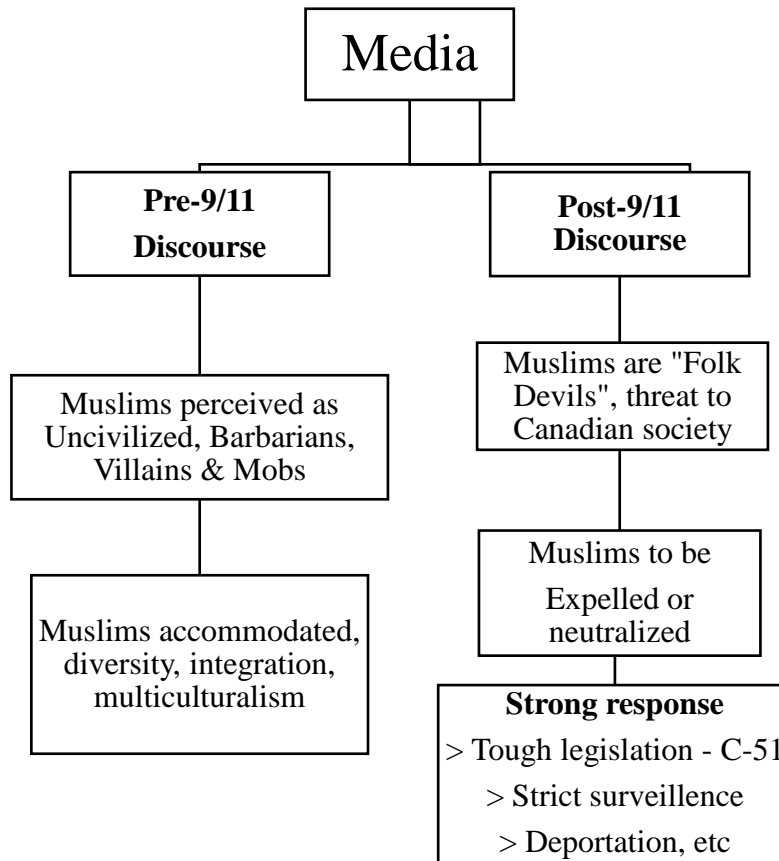 Media
Pre-9/11
Discourse
Muslims perceived as
Uncivilized, Barbarians,
Villains & Mobs
Muslims accommodated,
diversity, integration,
multiculturalism
Post-9/11
Discourse
Muslims are "Folk
Devils", threat to
Canadian society
Muslims to be
Expelled or
neutralized
Strong response
> Tough legislation - C-51
> Strict surveillence
> Deportation, etc